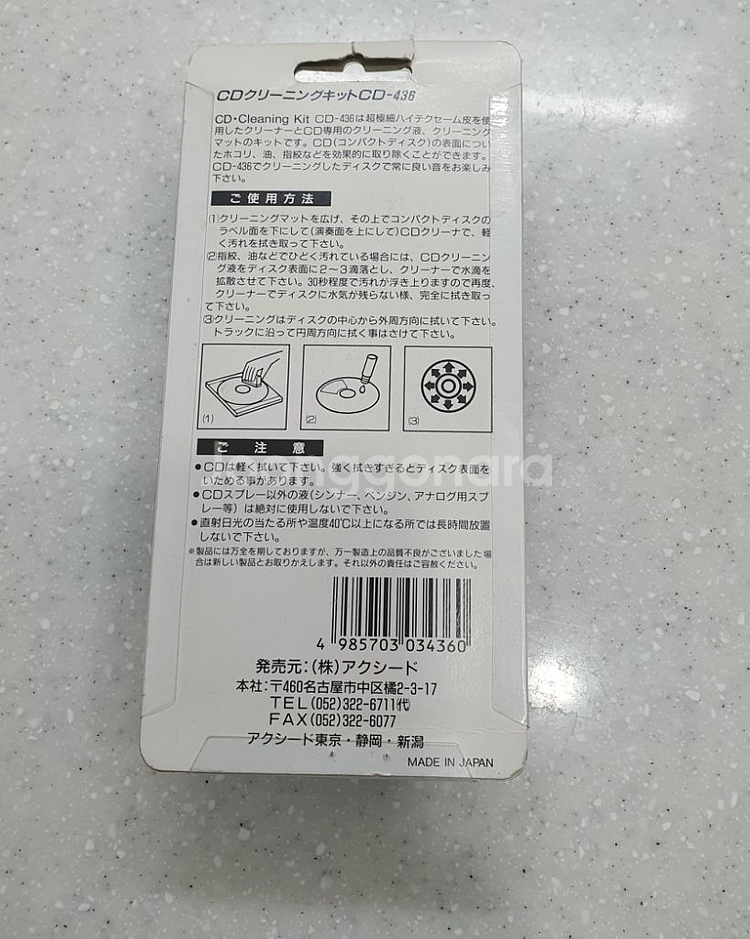 CDクリーニングキットCD-436
CD・Cleaning Kit CD-436は超極細ハイテクセーム皮を使
用したクリーナーとCD専用のクリーニング液、クリーニング
マットのキットです。CD(コンパクトディスク)の表面につい
たホコリ、油、指紋などを効果的に取り除くことができます。
CD-436でクリーニングしたディスクで常に良い音をお楽しみ
下さい。
ご使用方法
(1)クリーニングマットを広げ、その上でコンパクトディスクの
ラベル面を下にして(演奏面を上にして)CDクリーナで、軽
く汚れを拭き取って下さい。
(2)指紋、油などでひどく汚れている場合には、CDクリーニン
グ液をディスク表面に2～3滴落とし、クリーナーで水滴を
拡散させて下さい。30秒程度で汚れが浮き上りますので再度、
クリーナーでディスクに水気が残らない様、完全に拭き取っ
て下さい。
(3)クリーニングはディスクの中心から外周方向に拭いて下さい。
トラックに沿って円周方向に拭く事はさけて下さい。
(1)
(2)
(3)
ご注意
●CDは軽く拭いて下さい。強く拭きすぎるとディスク表面を
いためる事があります。
●CDスプレー以外の液(シンナー、ベンジン、アナログ用スプ
レー等)は絶対に使用しないで下さい。
●直射日光の当たる所や温度40℃以上になる所では長時間放置
しないで下さい。
※製品には万全を期しておりますが、万一製造上の品質不良がございました場
合は新しい製品とお取りかえします。それ以外の責任はご容赦ください。
joonggonara
4 985703 034360
発売元:(株)アクシード
本社:〒460名古屋市中区橘2-3-17
TEL(052)322-6711代
FAX(052)322-6077
アクシード東京・静岡・新潟
MADE IN JAPAN